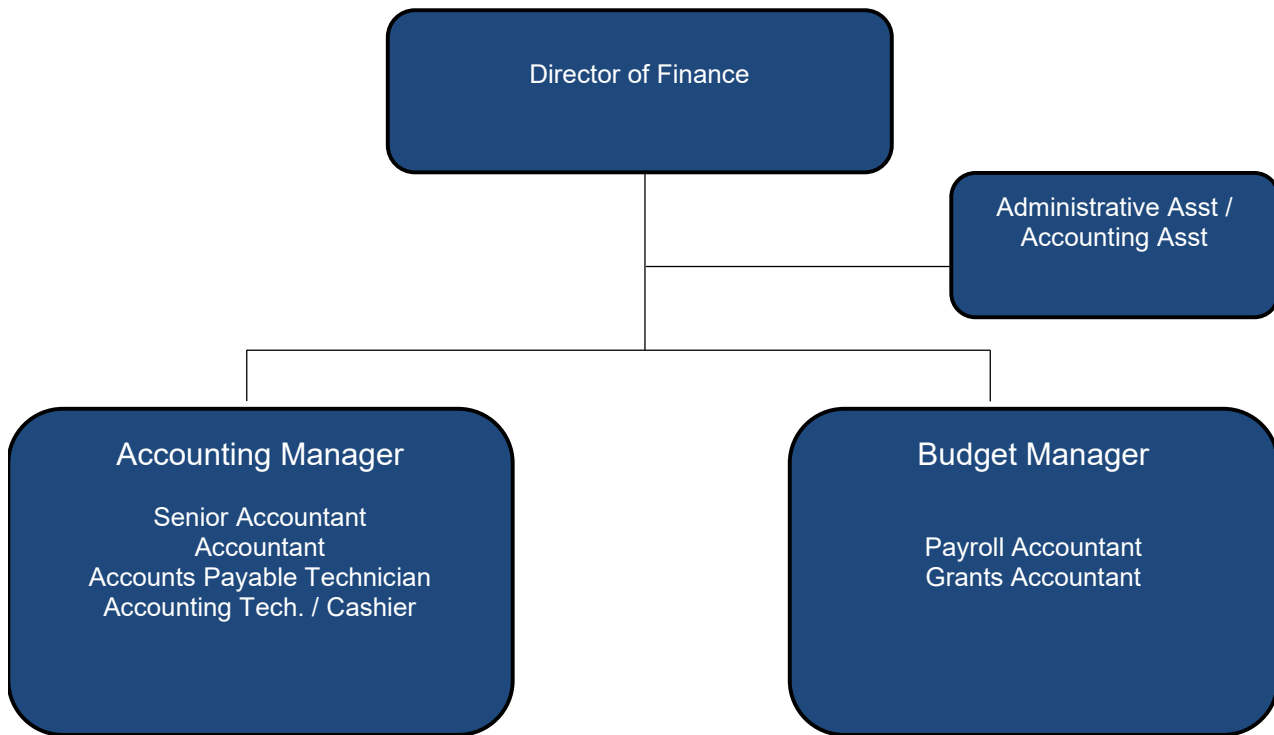 Director of Finance
Administrative Asst /
Accounting Asst
Accounting Manager
Senior Accountant
Accountant
Accounts Payable Technician
Accounting Tech. / Cashier
Budget Manager
Payroll Accountant
Grants Accountant